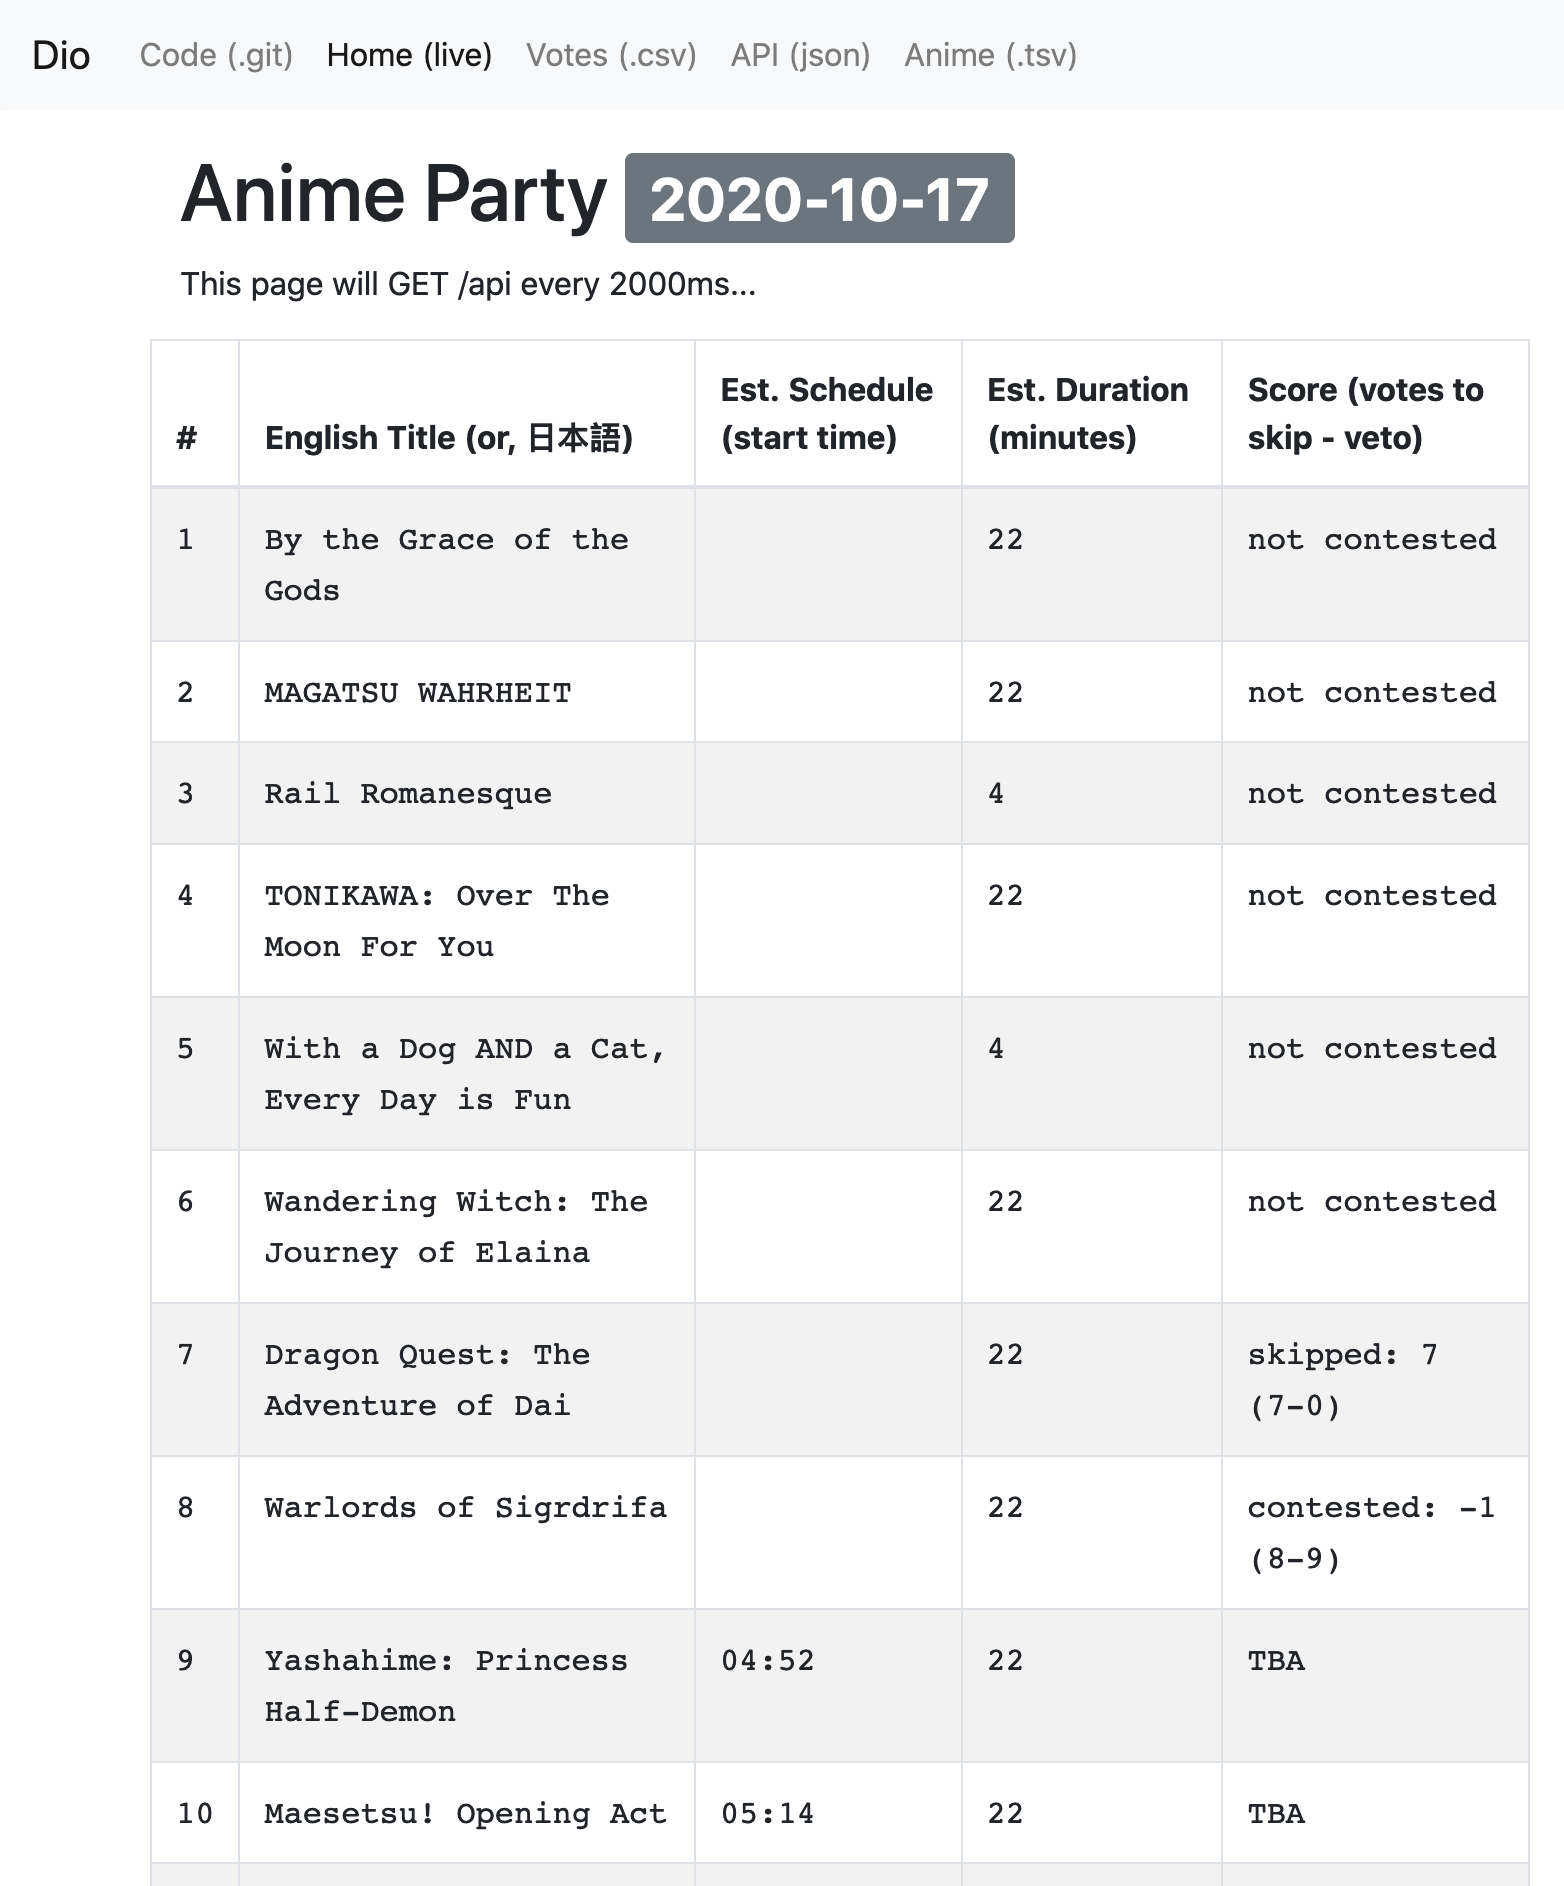 Dio Code (.git) Home (live) Votes (.csv) API (json) Anime (.tsv)
Anime Party 2020-10-17
This page will GET /api every 2000ms...
# English Title (or, 日本語) Est. Schedule (start time) Est. Duration (minutes) Score (votes to skip - veto)
1 By the Grace of the Gods 22 not contested
2 MAGATSU WAHRHEIT 22 not contested
3 Rail Romanesque 4 not contested
4 TONIKAWA: Over The Moon For You 22 not contested
5 With a Dog AND a Cat, Every Day is Fun 4 not contested
6 Wandering Witch: The Journey of Elaina 22 not contested
7 Dragon Quest: The Adventure of Dai 22 skipped: 7 (7-0)
8 Warlords of Sigrdrifa 22 contested: -1 (8-9)
9 Yashahime: Princess Half-Demon 04:52 22 TBA
10 Maesetsu! Opening Act 05:14 22 TBA